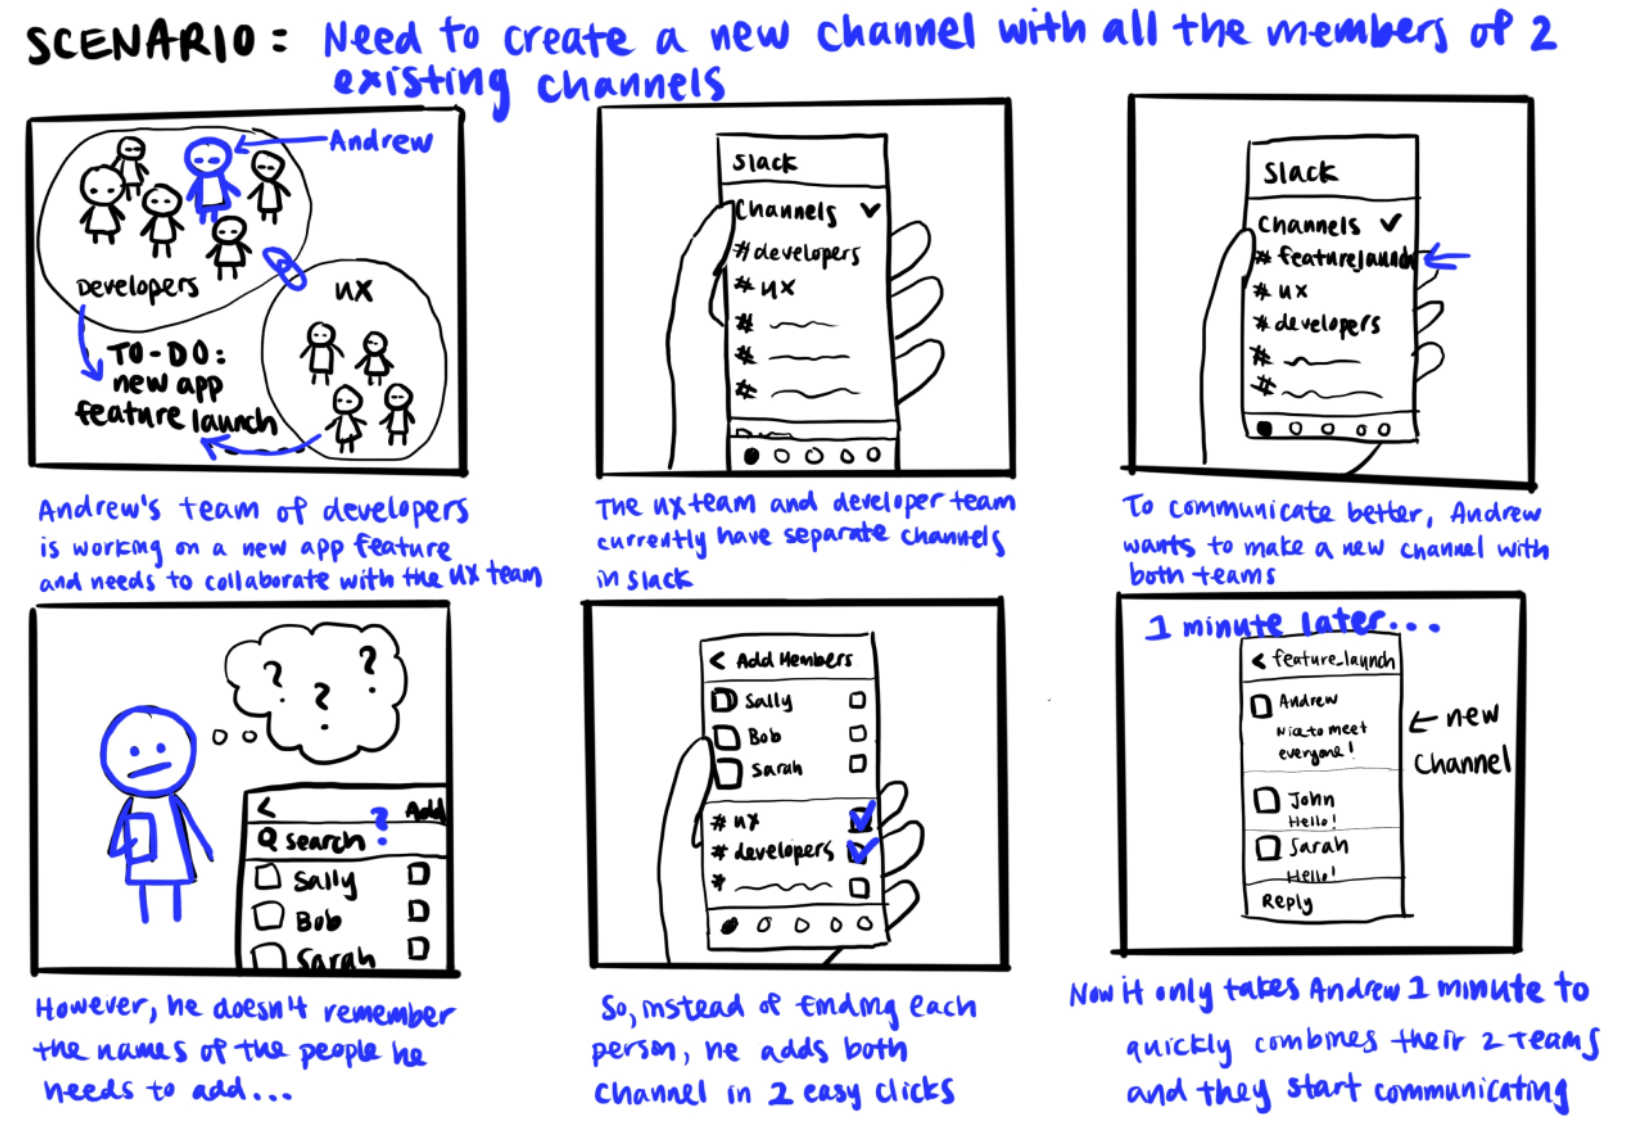 SCENARIO: Need to create a new channel with all the members of 2
existing channels
Andrew
Developers
UX
TO-DO:
new app
feature launch
Andrew's team of developers
is working on a new app feature
and needs to collaborate with the UX team
Slack
Channels
#developers
# UX
#
#
#
The UX team and developer team
currently have separate channels
in Slack
Slack
Channels
# feature_launch
# UX
# developers
#
#
To communicate better, Andrew
wants to make a new channel with
both teams
? ? ?
< Add
Search ?
Sally
Bob
Sarah
However, he doesn't remember
the names of the people he
needs to add...
< Add Members
Sally
Bob
Sarah
# UX
# developers
#
So, instead of finding each
person, he adds both
channel in 2 easy clicks
1 minute later...
< feature_launch
Andrew
Nice to meet
everyone!
John
Hello!
Sarah
Hello!
Reply
← new
channel
Now it only takes Andrew 1 minute to
quickly combines their 2 teams
and they start communicating